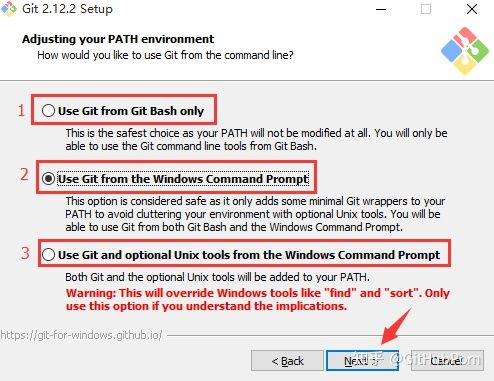 Git 2.12.2 Setup
Adjusting your PATH environment
How would you like to use Git from the command line?
1
Use Git from Git Bash only
This is the safest choice as your PATH will not be modified at all. You will only be
able to use the Git command line tools from Git Bash.
2
Use Git from the Windows Command Prompt
This option is considered safe as it only adds some minimal Git wrappers to your
PATH to avoid cluttering your environment with optional Unix tools. You will be
able to use Git from both Git Bash and the Windows Command Prompt.
3
Use Git and optional Unix tools from the Windows Command Prompt
Both Git and the optional Unix tools will be added to your PATH.
Warning: This will override Windows tools like "find" and "sort". Only
use this option if you understand the implications.
https://git-for-windows.github.io/
< Back
Next >
Cancel
知乎 @GitHubPorn